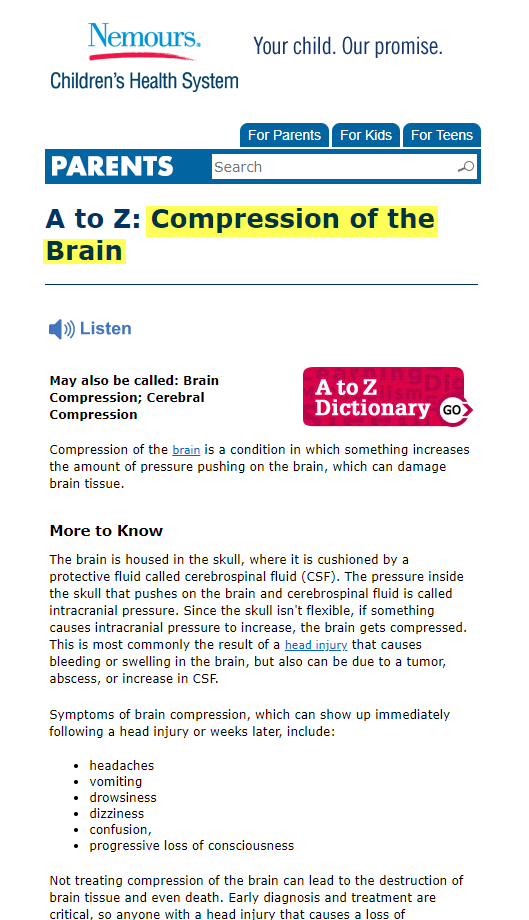 Nemours.
Your child. Our promise.
Children's Health System
For Parents For Kids For Teens
PARENTS Search
A to Z: Compression of the
Brain
Listen
May also be called: Brain
Compression; Cerebral
Compression
A to Z
Dictionary GO
Compression of the brain is a condition in which something increases
the amount of pressure pushing on the brain, which can damage
brain tissue.
More to Know
The brain is housed in the skull, where it is cushioned by a
protective fluid called cerebrospinal fluid (CSF). The pressure inside
the skull that pushes on the brain and cerebrospinal fluid is called
intracranial pressure. Since the skull isn't flexible, if something
causes intracranial pressure to increase, the brain gets compressed.
This is most commonly the result of a head injury that causes
bleeding or swelling in the brain, but also can be due to a tumor,
abscess, or increase in CSF.
Symptoms of brain compression, which can show up immediately
following a head injury or weeks later, include:
• headaches
• vomiting
• drowsiness
• dizziness
• confusion,
• progressive loss of consciousness
Not treating compression of the brain can lead to the destruction of
brain tissue and even death. Early diagnosis and treatment are
critical, so anyone with a head injury that causes a loss of